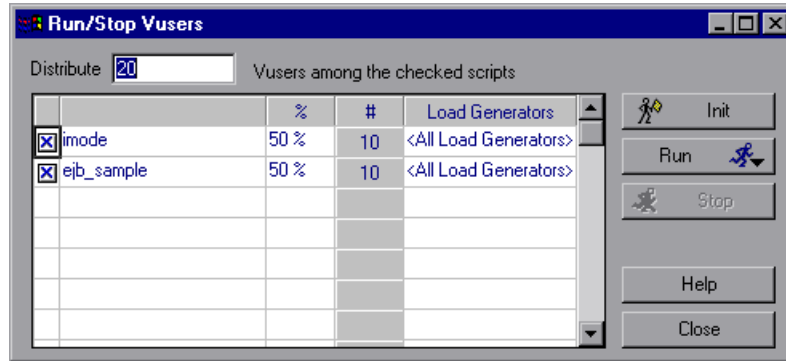 Run/Stop Vusers
Distribute 20 Vusers among the checked scripts
% # Load Generators
imode 50 % 10 <All Load Generators>
ejb_sample 50 % 10 <All Load Generators>
Init
Run
Stop
Help
Close